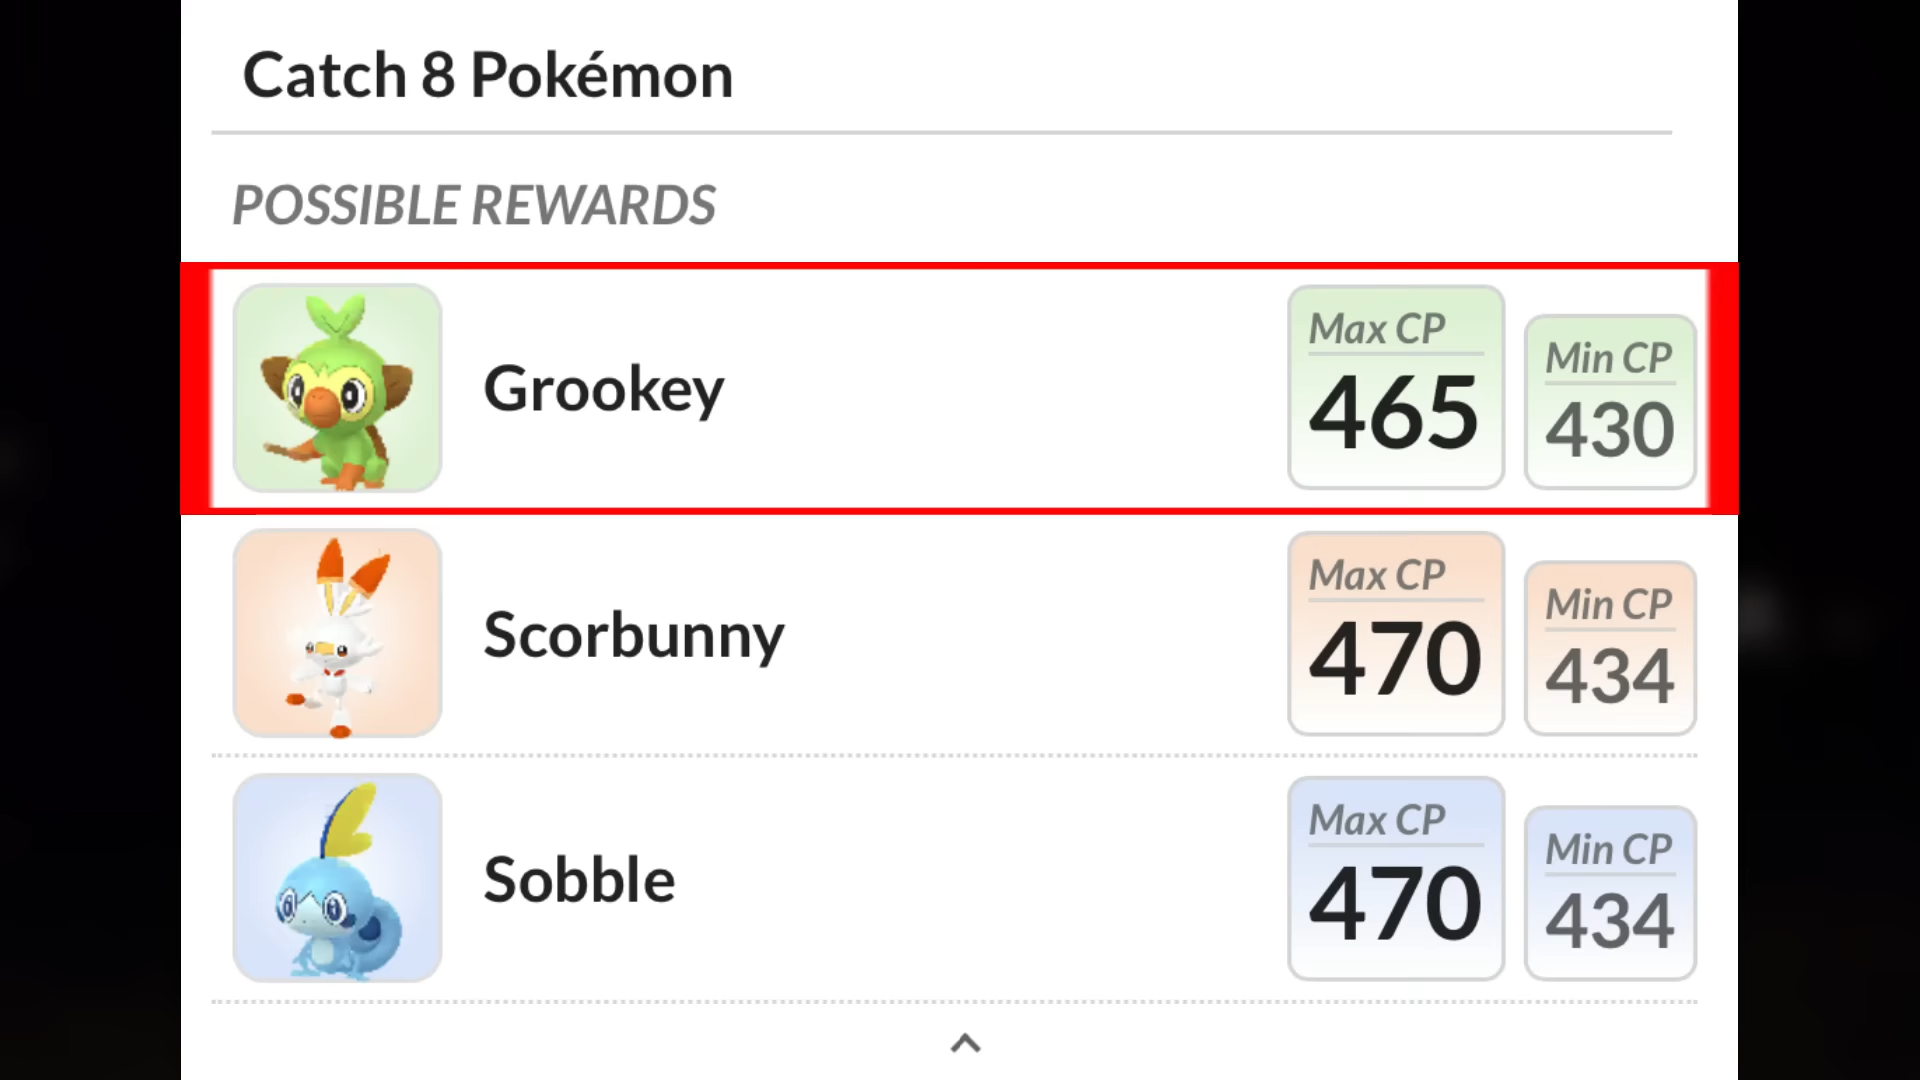 Catch 8 Pokémon
POSSIBLE REWARDS
Grookey
Max CP
465
Min CP
430
Scorbunny
Max CP
470
Min CP
434
Sobble
Max CP
470
Min CP
434